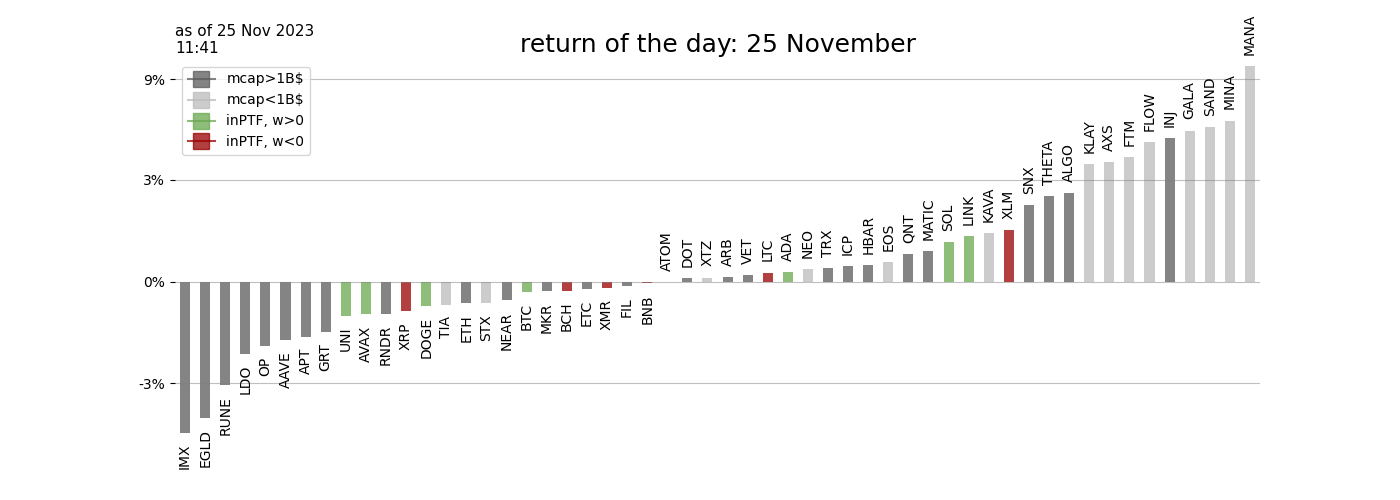 as of 25 Nov 2023
11:41
return of the day: 25 November
mcap>1B$
mcap<1B$
inPTF, w>0
inPTF, w<0
9%
3%
0%
-3%
IMX
EGLD
RUNE
LDO
OP
AAVE
APT
GRT
UNI
AVAX
RNDR
XRP
DOGE
TIA
ETH
STX
NEAR
BTC
MKR
BCH
ETC
XMR
FIL
BNB
ATOM
DOT
XTZ
ARB
VET
LTC
ADA
NEO
TRX
ICP
HBAR
EOS
QNT
MATIC
SOL
LINK
KAVA
XLM
SNX
THETA
ALGO
KLAY
AXS
FTM
FLOW
INJ
GALA
SAND
MINA
MANA